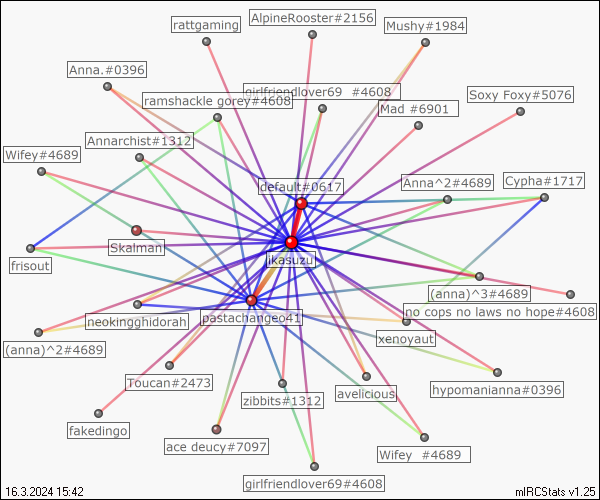 AlpineRooster#2156
rattgaming
Mushy#1984
Anna.#0396
girlfriendlover69 #4608
Soxy Foxy#5076
ramshackle gorey#4608
Mad #6901
Annarchist#1312
Wifey#4689
default#0617
Anna^2#4689
Cypha#1717
Skalman
jikasuzu
frisout
(anna)^3#4689
no cops no laws no hope#4608
neokingghidorah
pastachangeo41
xenoyaut
(anna)^2#4689
Toucan#2473
hypomanianna#0396
zibbits#1312
avelicious
fakedingo
ace deucy#7097
Wifey #4689
girlfriendlover69#4608
16.3.2024 15:42
mIRCStats v1.25